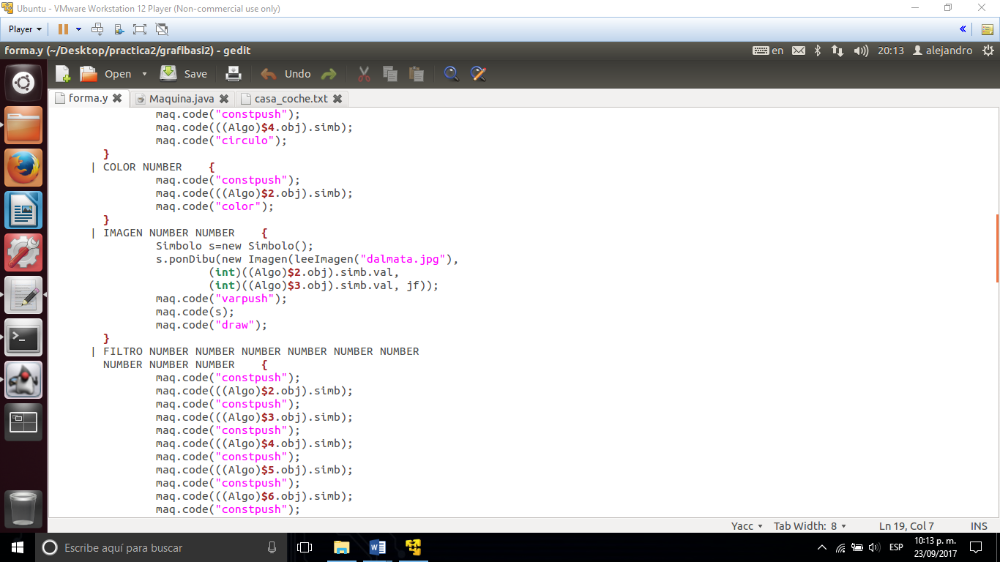 Ubuntu - VMware Workstation 12 Player (Non-commercial use only)
Player
forma.y (~/Desktop/practica2/grafibasi2) - gedit
en 20:13 alejandro
Open Save Undo
forma.y Maquina.java casa_coche.txt
maq.code("constpush");
maq.code(((Algo)$4.obj).simb);
maq.code("circulo");
}
| COLOR NUMBER {
maq.code("constpush");
maq.code(((Algo)$2.obj).simb);
maq.code("color");
}
| IMAGEN NUMBER NUMBER {
Simbolo s=new Simbolo();
s.ponDibu(new Imagen(leeImagen("dalmata.jpg"),
(int)((Algo)$2.obj).simb.val,
(int)((Algo)$3.obj).simb.val, jf));
maq.code("varpush");
maq.code(s);
maq.code("draw");
}
| FILTRO NUMBER NUMBER NUMBER NUMBER NUMBER NUMBER
NUMBER NUMBER NUMBER {
maq.code("constpush");
maq.code(((Algo)$2.obj).simb);
maq.code("constpush");
maq.code(((Algo)$3.obj).simb);
maq.code("constpush");
maq.code(((Algo)$4.obj).simb);
maq.code("constpush");
maq.code(((Algo)$5.obj).simb);
maq.code("constpush");
maq.code(((Algo)$6.obj).simb);
maq.code("constpush");
Yacc Tab Width: 8 Ln 19, Col 7 INS
Escribe aquí para buscar
ESP
10:13 p. m.
23/09/2017